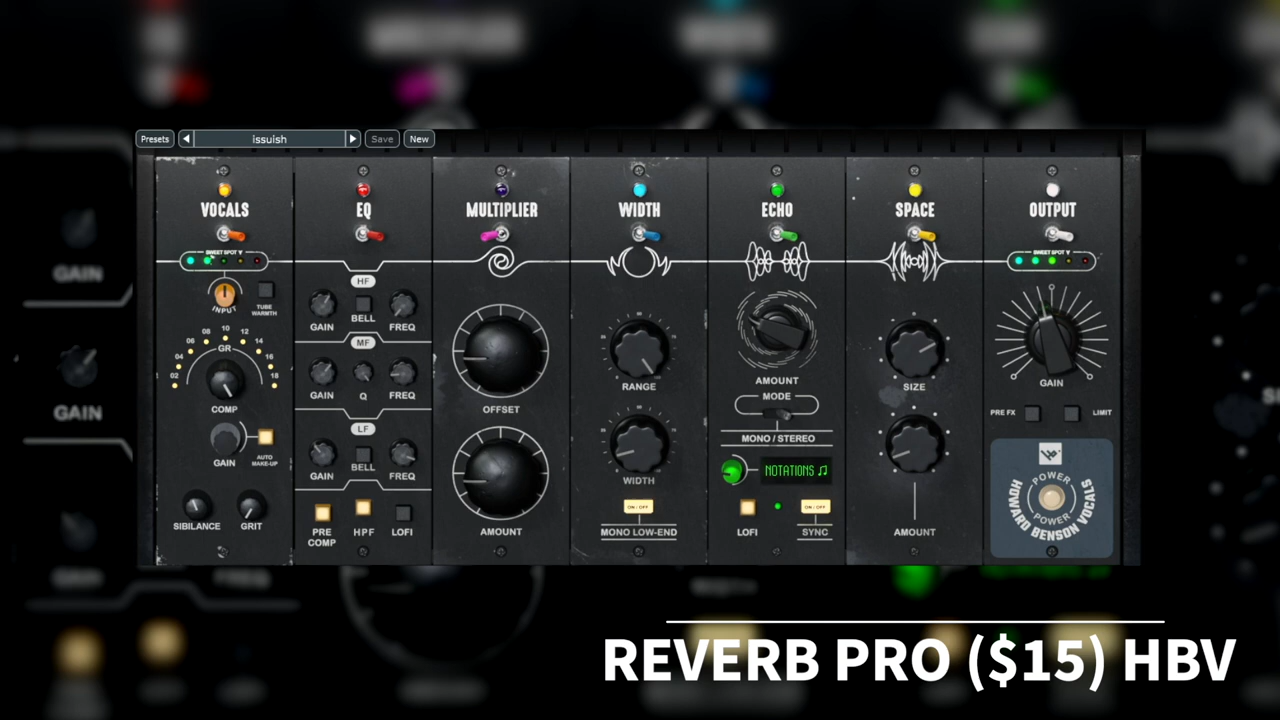 Presets
issuish
Save
New
VOCALS
EQ
MULTIPLIER
WIDTH
ECHO
SPACE
OUTPUT
SWEET SPOT
INPUT
TUBE
WARMTH
02 04 06 08 10 12 14 16 18
GR
COMP
GAIN
AUTO
MAKE-UP
SIBILANCE
GRIT
HF
GAIN
BELL
FREQ
MF
GAIN
Q
FREQ
LF
GAIN
BELL
FREQ
PRE
COMP
HPF
LOFI
OFFSET
AMOUNT
RANGE
WIDTH
ON / OFF
MONO LOW-END
AMOUNT
MODE
MONO / STEREO
NOTATIONS ♫
LOFI
ON / OFF
SYNC
SIZE
AMOUNT
SWEET SPOT
GAIN
PRE FX
LIMIT
POWER
POWER
HOWARD BENSON VOCALS
GAIN
GAIN
REVERB PRO ($15) HBV